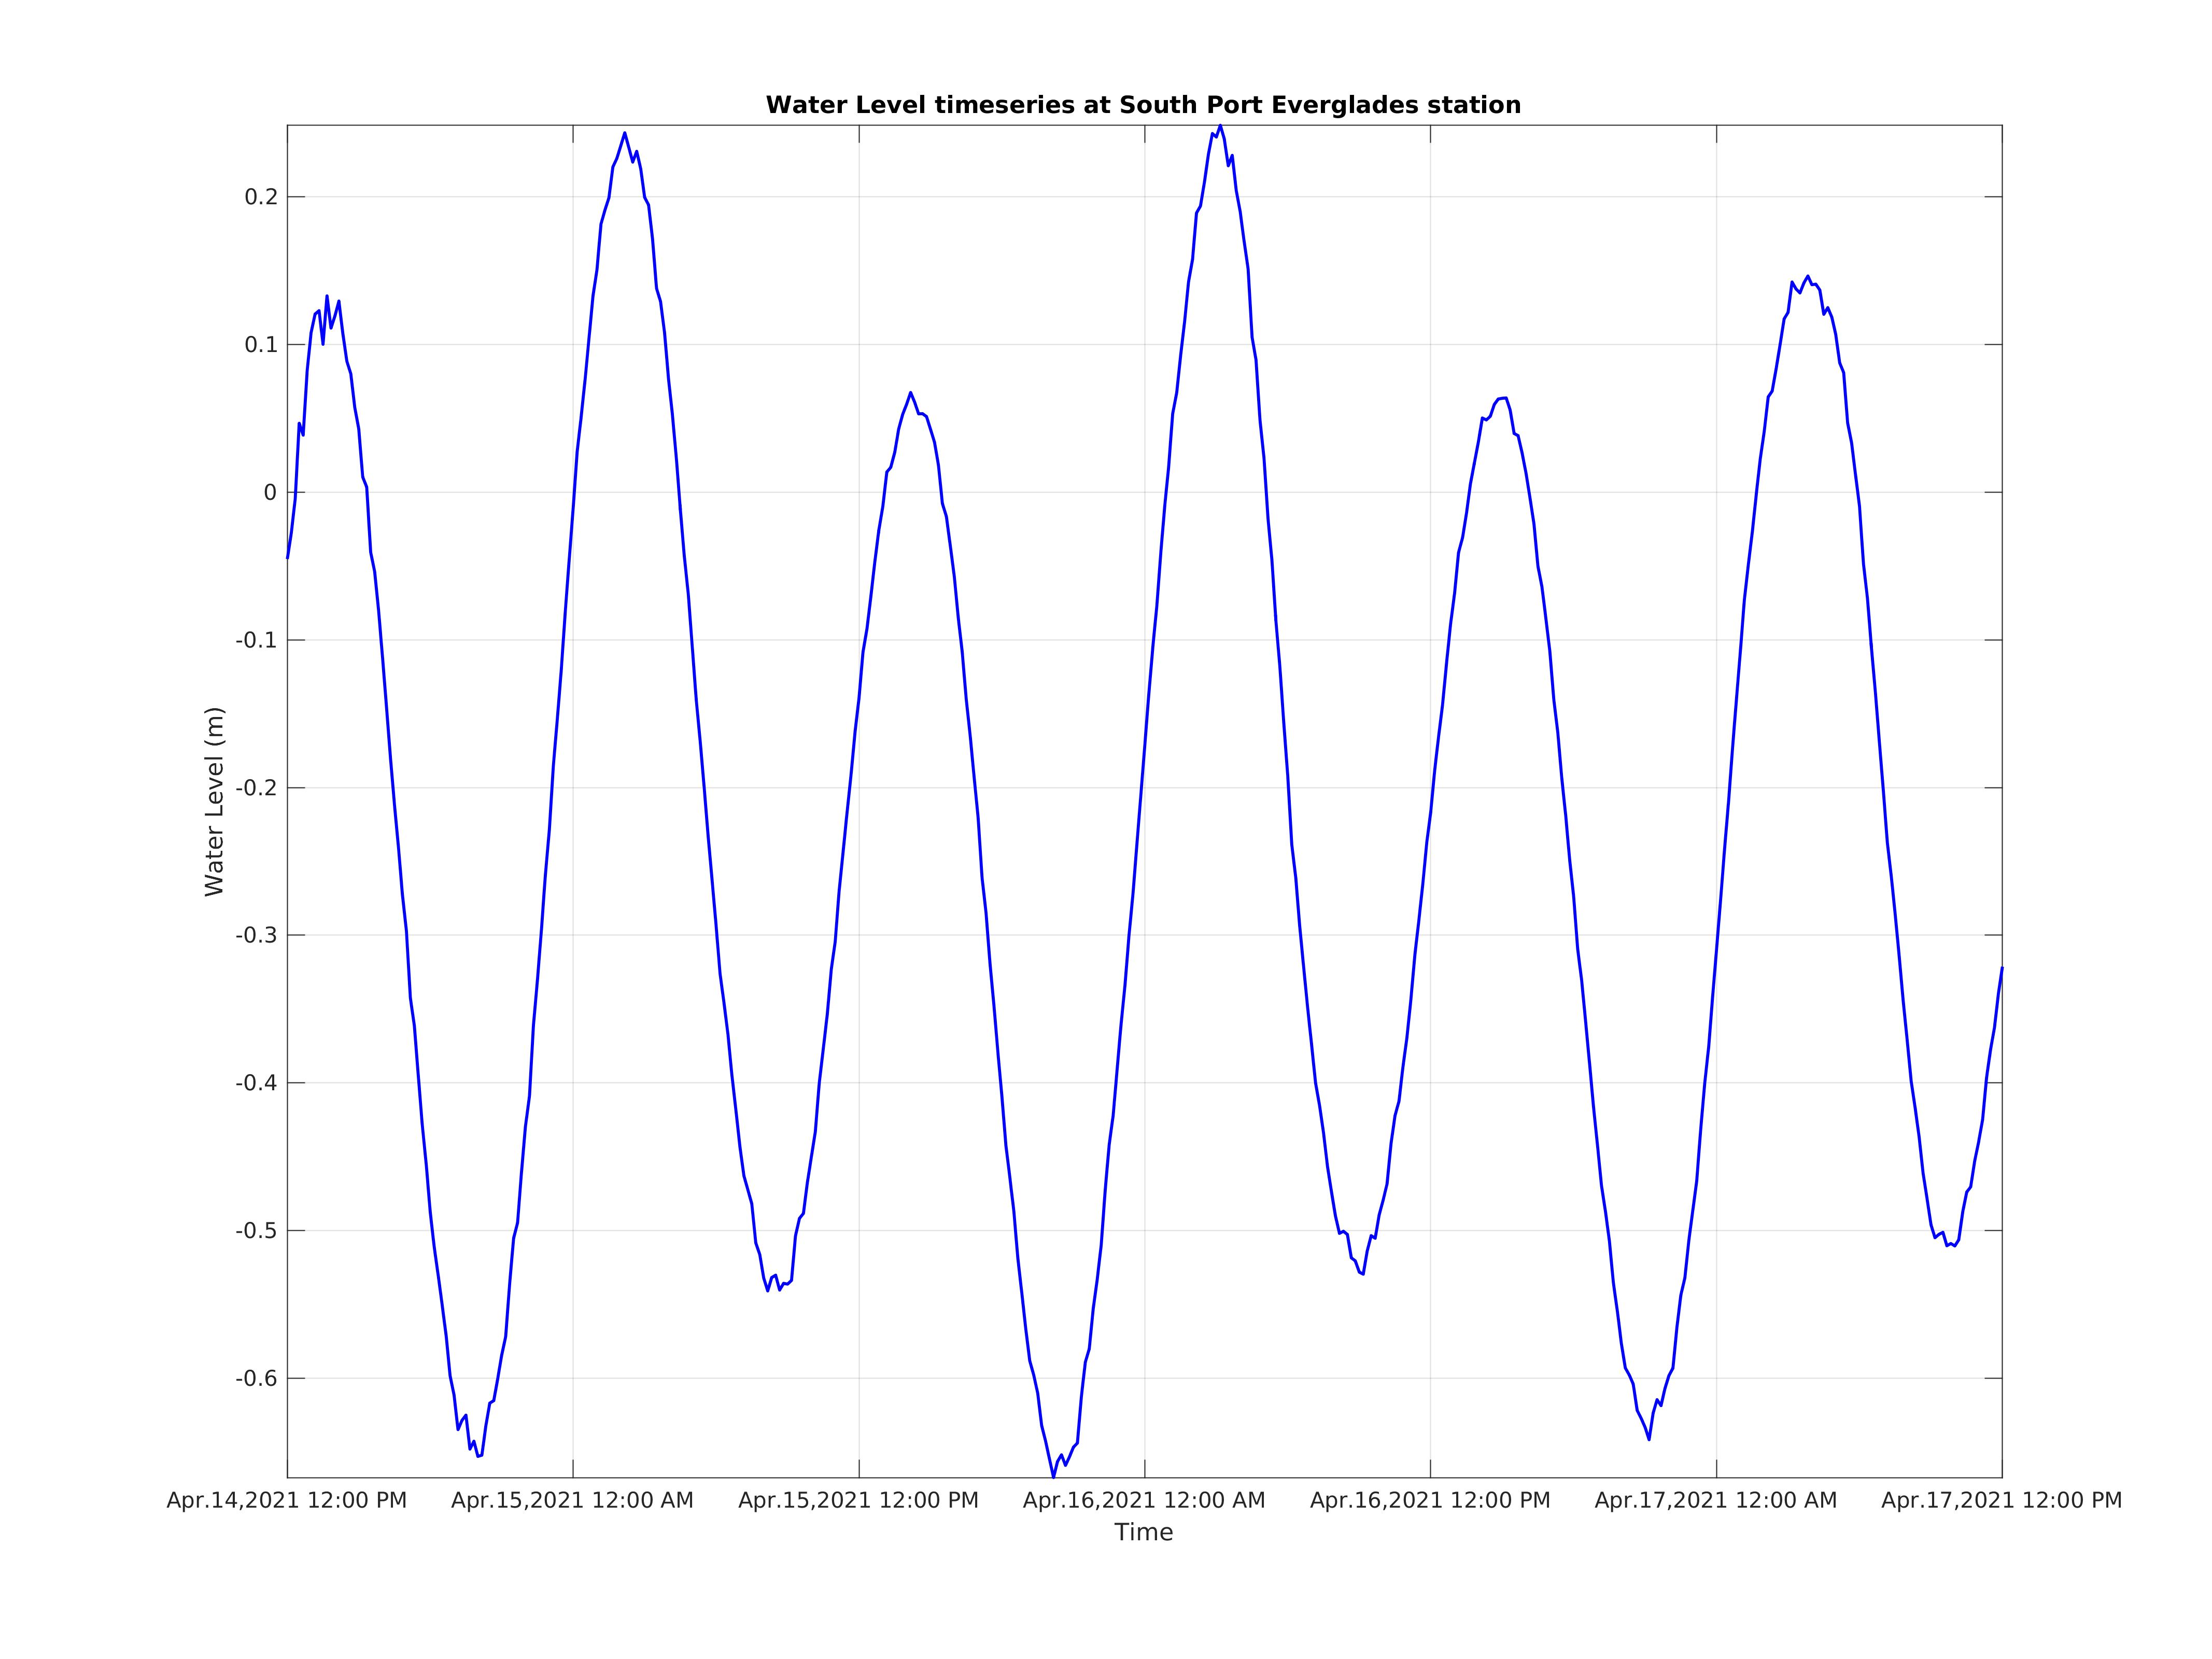 Water Level timeseries at South Port Everglades station
0.2
0.1
0
-0.1
-0.2
-0.3
-0.4
-0.5
-0.6
Water Level (m)
Apr.14,2021 12:00 PM Apr.15,2021 12:00 AM Apr.15,2021 12:00 PM Apr.16,2021 12:00 AM Apr.16,2021 12:00 PM Apr.17,2021 12:00 AM Apr.17,2021 12:00 PM
Time